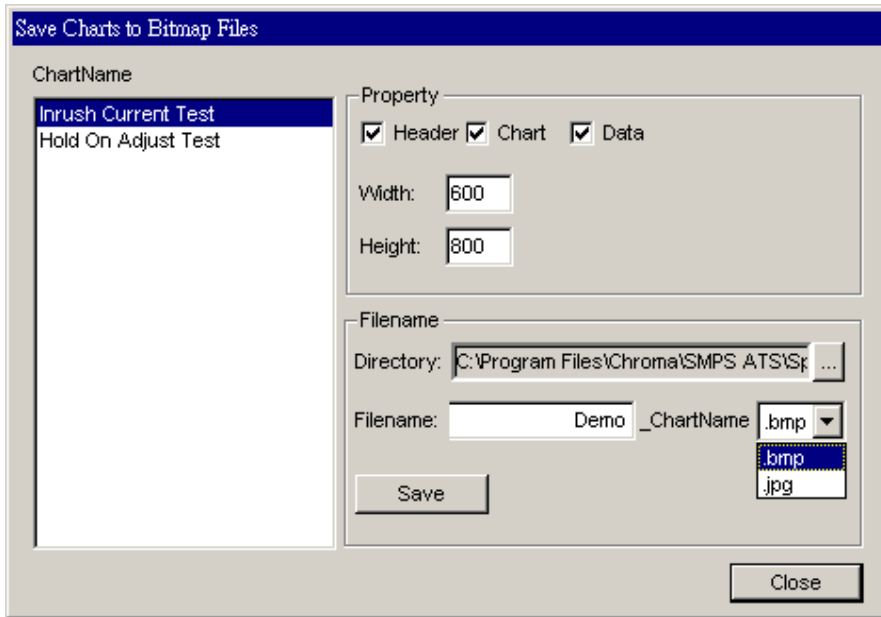 Save Charts to Bitmap Files
ChartName
Inrush Current Test
Hold On Adjust Test
Property
Header Chart Data
Width: 600
Height: 800
Filename
Directory: C:\Program Files\Chroma\SMPS ATS\Sp ...
Filename: Demo _ChartName .bmp
.bmp
.jpg
Save
Close